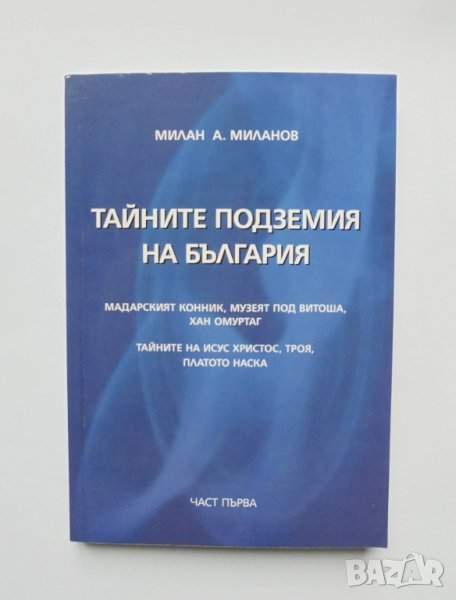 МИЛАН А. МИЛАНОВ
ТАЙНИТЕ ПОДЗЕМИЯ
НА БЪЛГАРИЯ
МАДАРСКИЯТ КОННИК, МУЗЕЯТ ПОД ВИТОША,
ХАН ОМУРТАГ
ТАЙНИТЕ НА ИСУС ХРИСТОС, ТРОЯ,
ПЛАТОТО НАСКА
ЧАСТ ПЪРВА
BAZAR